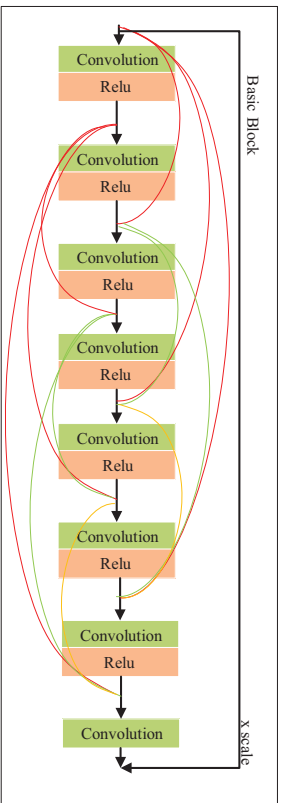 Convolution
Relu
Basic Block
Convolution
Relu
Convolution
Relu
Convolution
Relu
Convolution
Relu
Convolution
Relu
Convolution
Relu
Convolution
x scale